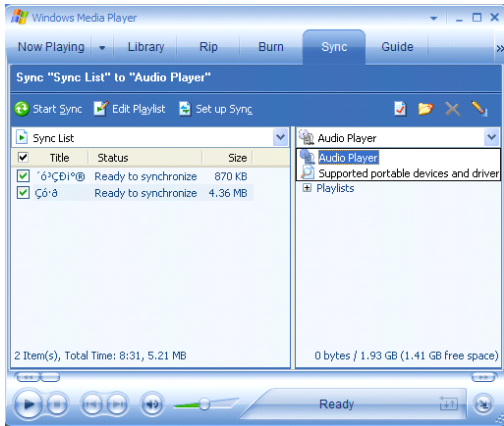 Windows Media Player
Now Playing Library Rip Burn Sync Guide
Sync "Sync List" to "Audio Player"
Start Sync Edit Playlist Set up Sync
Sync List
Title Status Size
´ó³ÇÐ¡°® Ready to synchronize 870 KB
Çó·ð Ready to synchronize 4.36 MB
2 Item(s), Total Time: 8:31, 5.21 MB
Audio Player
Audio Player
Supported portable devices and driver
Playlists
0 bytes / 1.93 GB (1.41 GB free space)
Ready